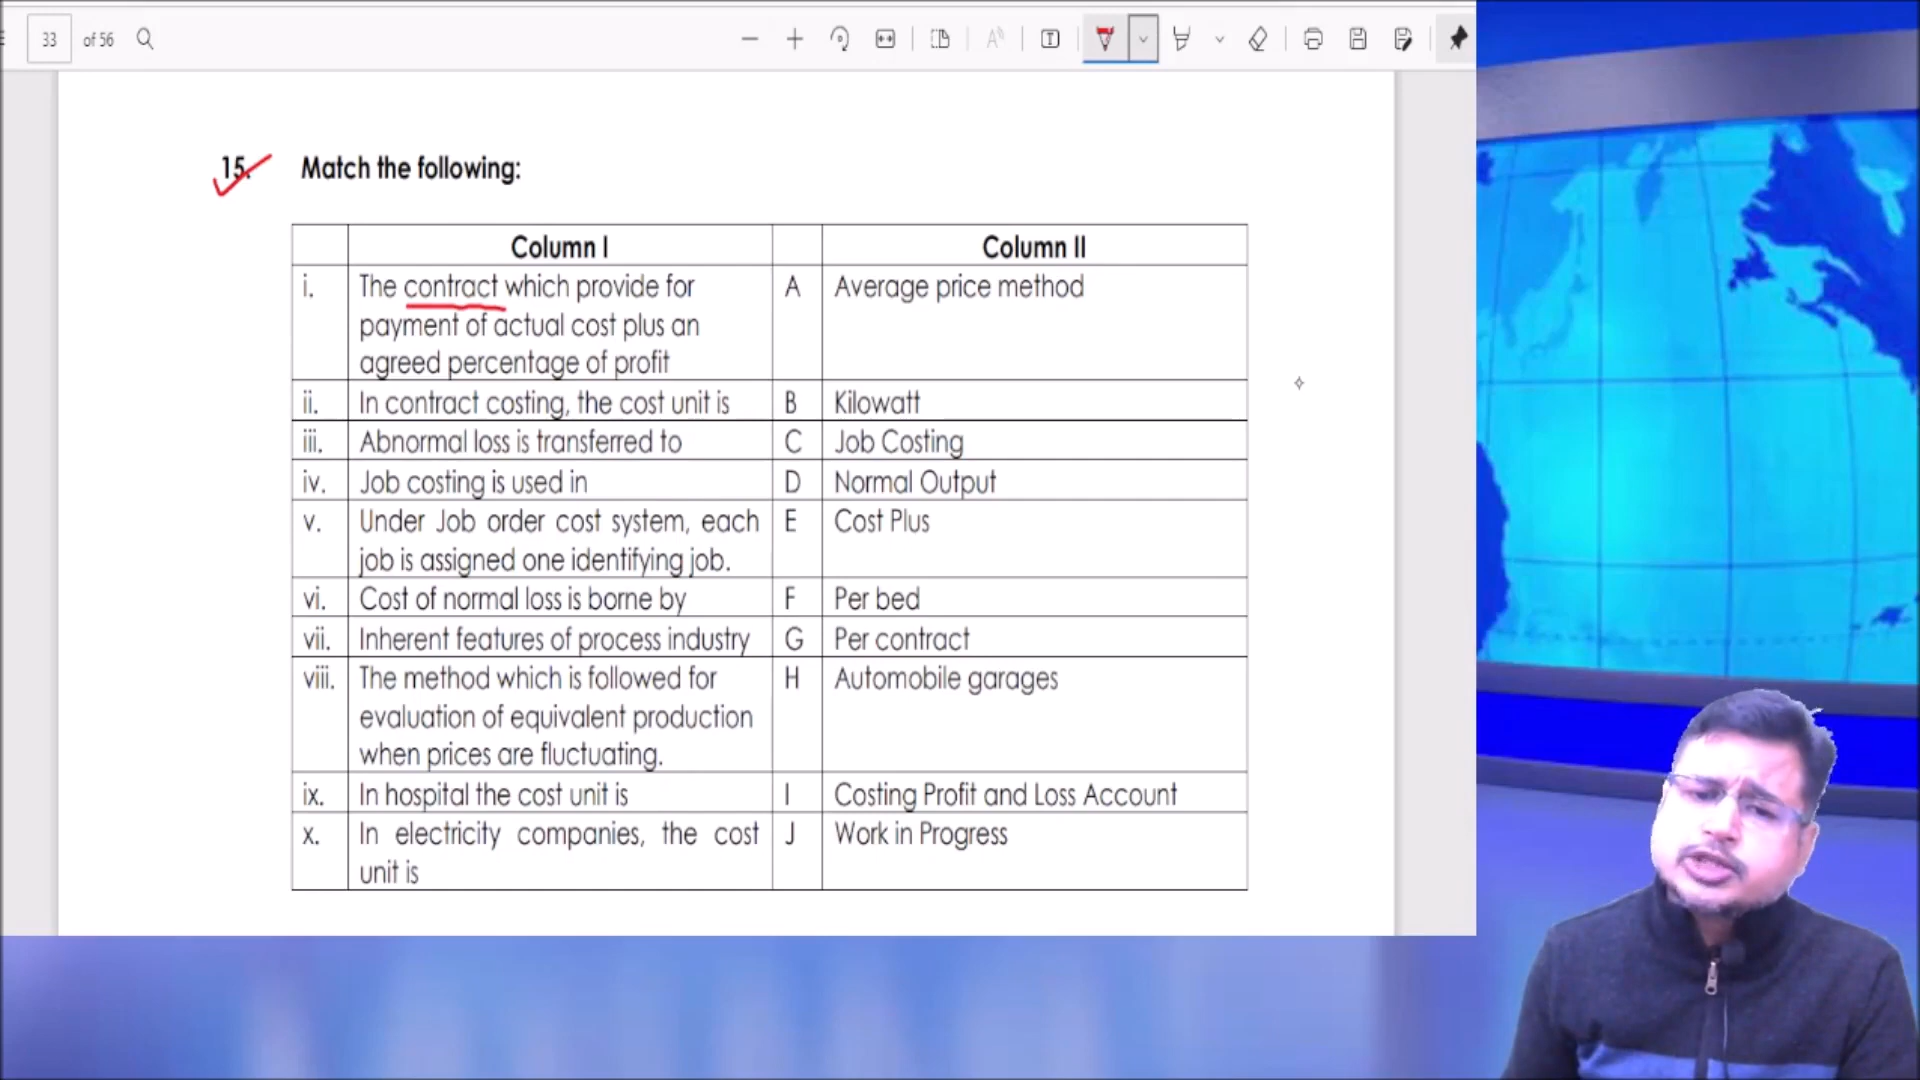 33 of 56
15. Match the following:
Column I Column II
i. The contract which provide for payment of actual cost plus an agreed percentage of profit A Average price method
ii. In contract costing, the cost unit is B Kilowatt
iii. Abnormal loss is transferred to C Job Costing
iv. Job costing is used in D Normal Output
v. Under Job order cost system, each job is assigned one identifying job. E Cost Plus
vi. Cost of normal loss is borne by F Per bed
vii. Inherent features of process industry G Per contract
viii. The method which is followed for evaluation of equivalent production when prices are fluctuating. H Automobile garages
ix. In hospital the cost unit is I Costing Profit and Loss Account
x. In electricity companies, the cost unit is J Work in Progress